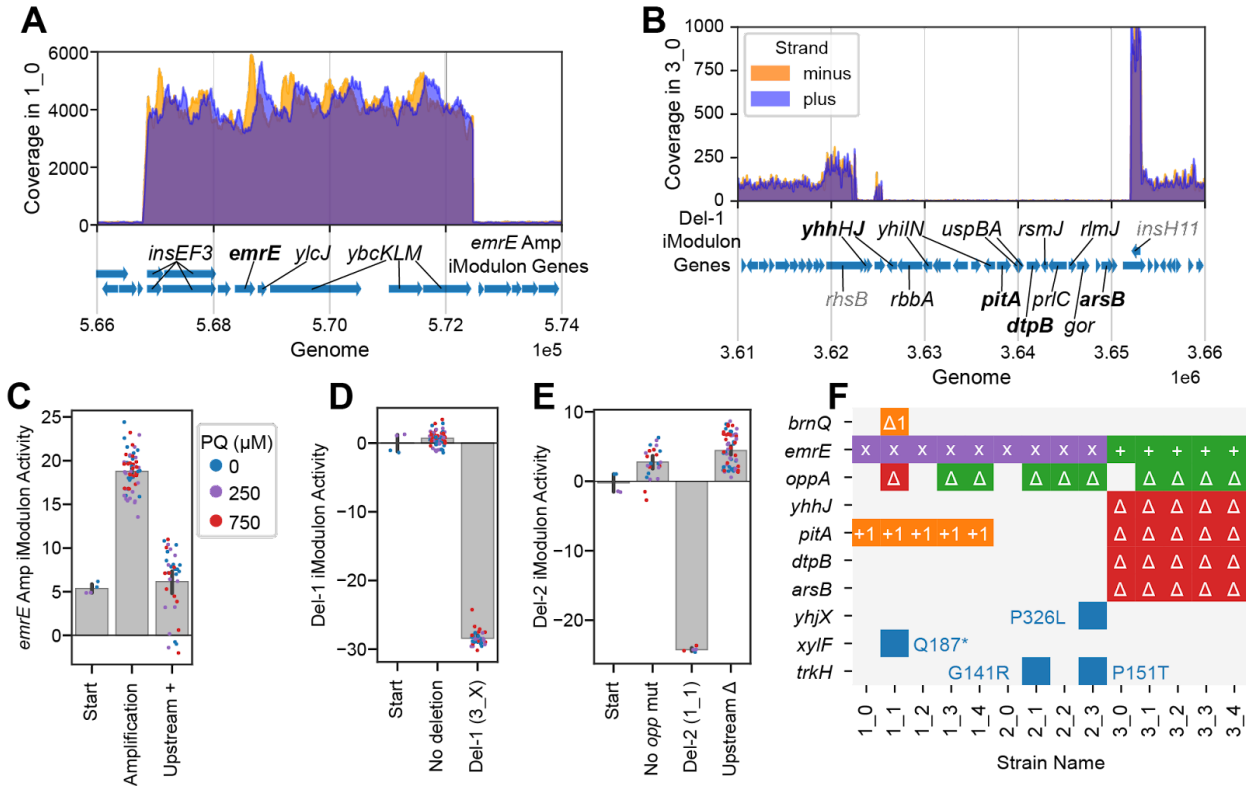 A
Coverage in 1_0
6000
4000
2000
0
insEF3 emrE ylcJ ybcKLM emrE Amp
iModulon Genes
5.66 5.68 5.70 5.72 5.74
Genome 1e5
B
Coverage in 3_0
1000
750
500
250
0
Strand
minus
plus
Del-1
iModulon
Genes
yhhHJ yhiIN uspBA rsmJ rlmJ insH11
rhsB rbbA pitA prlC arsB
dtpB gor
3.61 3.62 3.63 3.64 3.65 3.66
Genome 1e6
C
emrE Amp iModulon Activity
25
20
15
10
5
0
Start
Amplification
Upstream +
PQ (μM)
0
250
750
D
Del-1 iModulon Activity
0
−10
−20
−30
Start
No deletion
Del-1 (3_X)
E
Del-2 iModulon Activity
10
0
−10
−20
Start
No opp mut
Del-2 (1_1)
Upstream Δ
F
brnQ Δ1
emrE x x x x x x x x x + + + + +
oppA Δ Δ Δ Δ Δ Δ Δ Δ Δ Δ
yhhJ Δ Δ Δ Δ Δ
pitA +1 +1 +1 +1 +1 Δ Δ Δ Δ Δ
dtpB Δ Δ Δ Δ Δ
arsB Δ Δ Δ Δ Δ
yhjX P326L
xylF Q187*
trkH G141R P151T
1_0 1_1 1_2 1_3 1_4 2_0 2_1 2_2 2_3 3_0 3_1 3_2 3_3 3_4
Strain Name